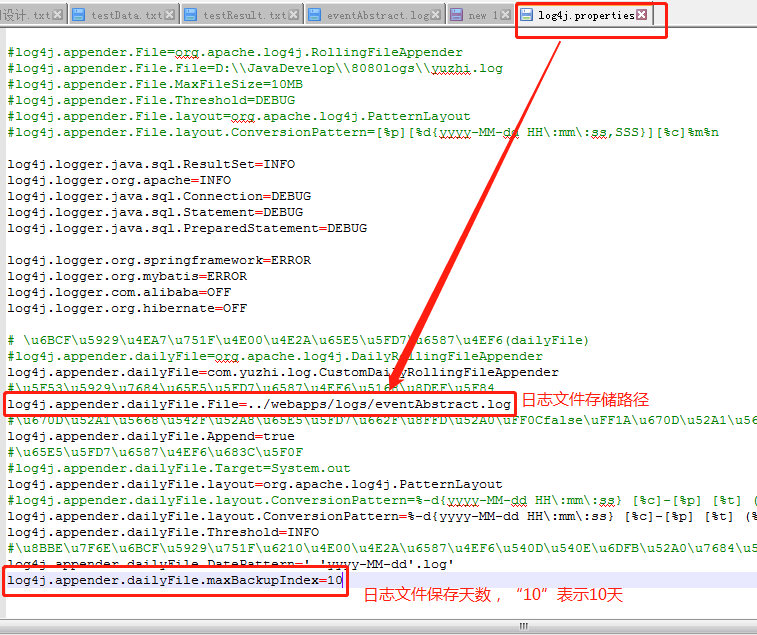 设计.txt testData.txt testResult.txt eventAbstract.log new 1 log4j.properties
#log4j.appender.File=org.apache.log4j.RollingFileAppender
#log4j.appender.File.File=D:\\JavaDevelop\\8080logs\\yuzhi.log
#log4j.appender.File.MaxFileSize=10MB
#log4j.appender.File.Threshold=DEBUG
#log4j.appender.File.layout=org.apache.log4j.PatternLayout
#log4j.appender.File.layout.ConversionPattern=[%p][%d{yyyy-MM-dd HH\:mm\:ss,SSS}][%c]%m%n
log4j.logger.java.sql.ResultSet=INFO
log4j.logger.org.apache=INFO
log4j.logger.java.sql.Connection=DEBUG
log4j.logger.java.sql.Statement=DEBUG
log4j.logger.java.sql.PreparedStatement=DEBUG
log4j.logger.org.springframework=ERROR
log4j.logger.org.mybatis=ERROR
log4j.logger.com.alibaba=OFF
log4j.logger.org.hibernate=OFF
# \u6BCF\u5929\u4EA7\u751F\u4E00\u4E2A\u65E5\u5FD7\u6587\u4EF6(dailyFile)
#log4j.appender.dailyFile=org.apache.log4j.DailyRollingFileAppender
log4j.appender.dailyFile=com.yuzhi.log.CustomDailyRollingFileAppender
#\u5F53\u5929\u7684\u65E5\u5FD7\u6587\u4EF6\u5168\u8DEF\u5F84
log4j.appender.dailyFile.File=../webapps/logs/eventAbstract.log 日志文件存储路径
#\u670D\u52A1\u5668\u542F\u52A8\u65E5\u5FD7\u662F\u8FFD\u52A0\uFF0Cfalse\uFF1A\u670D\u52A1\u56
log4j.appender.dailyFile.Append=true
#\u65E5\u5FD7\u6587\u4EF6\u683C\u5F0F
#log4j.appender.dailyFile.Target=System.out
log4j.appender.dailyFile.layout=org.apache.log4j.PatternLayout
#log4j.appender.dailyFile.layout.ConversionPattern=%-d{yyyy-MM-dd HH\:mm\:ss} [%c]-[%p] [%t] (
log4j.appender.dailyFile.layout.ConversionPattern=%-d{yyyy-MM-dd HH\:mm\:ss} [%c]-[%p] [%t] (%
log4j.appender.dailyFile.Threshold=INFO
#\u8BBE\u7F6E\u6BCF\u5929\u751F\u6210\u4E00\u4E2A\u6587\u4EF6\u540D\u540E\u6DFB\u52A0\u7684\u5
log4j.appender.dailyFile.DatePattern='.'yyyy-MM-dd'.log'
log4j.appender.dailyFile.maxBackupIndex=10
日志文件保存天数，“10”表示10天